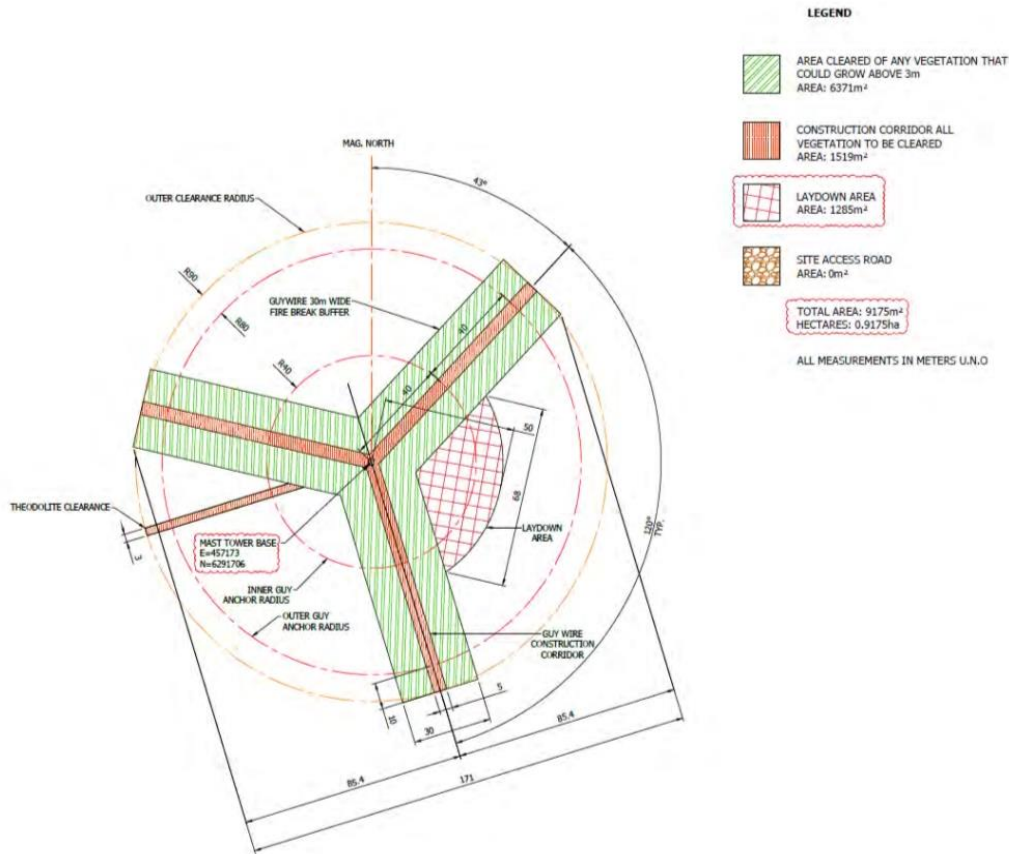 LEGEND
AREA CLEARED OF ANY VEGETATION THAT
COULD GROW ABOVE 3m
AREA: 6371m²
CONSTRUCTION CORRIDOR ALL
VEGETATION TO BE CLEARED
AREA: 1519m²
LAYDOWN AREA
AREA: 1285m²
SITE ACCESS ROAD
AREA: 0m²
TOTAL AREA: 9175m²
HECTARES: 0.9175ha
ALL MEASUREMENTS IN METERS U.N.O
MAG. NORTH
43°
OUTER CLEARANCE RADIUS
R90
GUYWIRE 30m WIDE
FIRE BREAK BUFFER
R80
40
R40
40
50
68
120°
TYP.
THEODOLITE CLEARANCE
3
LAYDOWN
AREA
MAST TOWER BASE
E=457173
N=6291706
INNER GUY
ANCHOR RADIUS
OUTER GUY
ANCHOR RADIUS
GUY WIRE
CONSTRUCTION
CORRIDOR
10
5
30
85.4
85.4
171